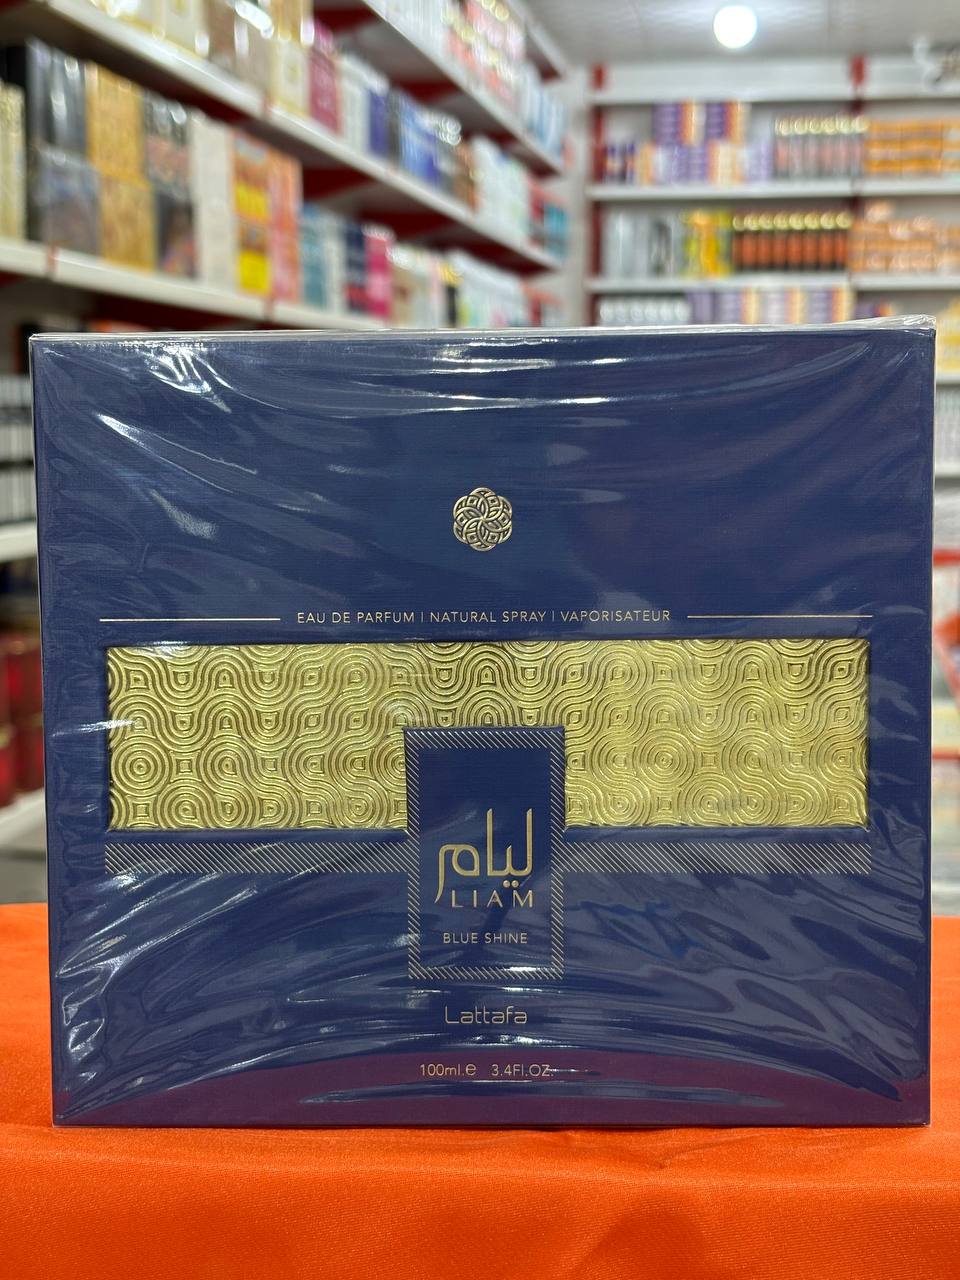 EAU DE PARFUM | NATURAL SPRAY | VAPORISATEUR
ليام
LIAM
BLUE SHINE
Lattafa
100ml.e 3.4Fl.OZ.